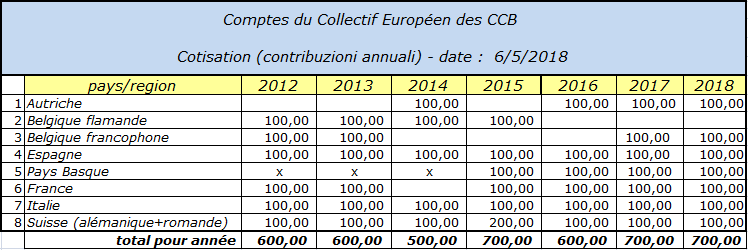 Comptes du Collectif Européen des CCB
Cotisation (contribuzioni annuali) - date : 6/5/2018
pays/region 2012 2013 2014 2015 2016 2017 2018
1 Autriche 100,00 100,00 100,00 100,00
2 Belgique flamande 100,00 100,00 100,00 100,00
3 Belgique francophone 100,00 100,00 100,00 100,00
4 Espagne 100,00 100,00 100,00 100,00 100,00 100,00 100,00
5 Pays Basque x x x 100,00 100,00 100,00 100,00
6 France 100,00 100,00 100,00 100,00 100,00 100,00
7 Italie 100,00 100,00 100,00 100,00 100,00 100,00 100,00
8 Suisse (alémanique+romande) 100,00 100,00 100,00 200,00 100,00 100,00 100,00
total pour année 600,00 600,00 500,00 700,00 600,00 700,00 700,00